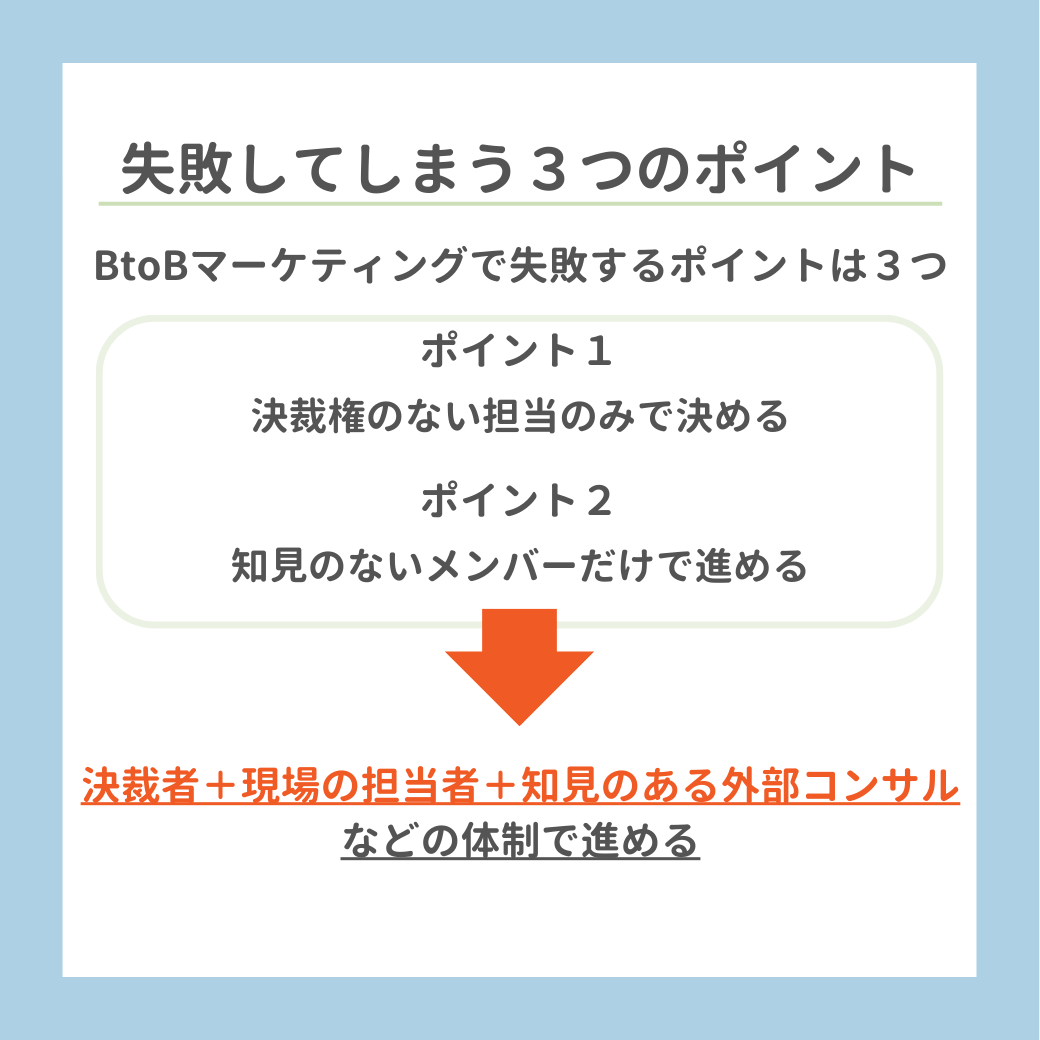 失敗してしまう３つのポイント
BtoBマーケティングで失敗するポイントは３つ
ポイント１
決裁権のない担当のみで決める
ポイント２
知見のないメンバーだけで進める
決裁者＋現場の担当者＋知見のある外部コンサル
などの体制で進める